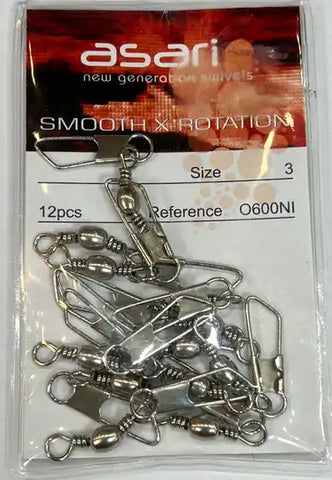 asari
new generation swivels
SMOOTH X-ROTATION
Size 3
12pcs Reference O600NI